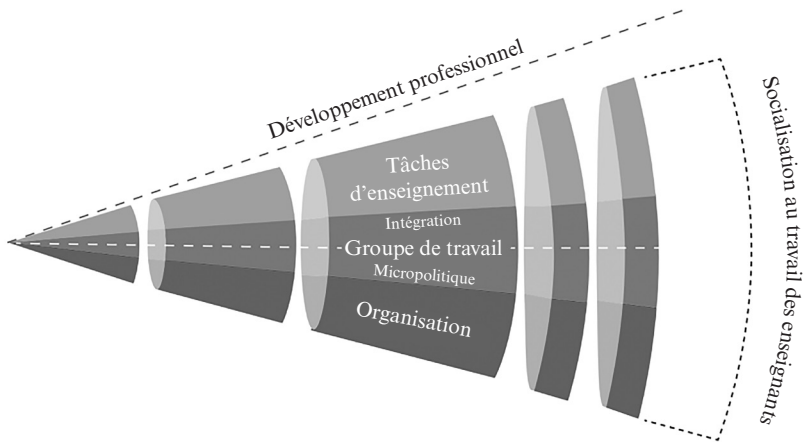 Développement professionnel
Tâches
d'enseignement
Intégration
Groupe de travail
Micropolitique
Organisation
Socialisation au travail des enseignants